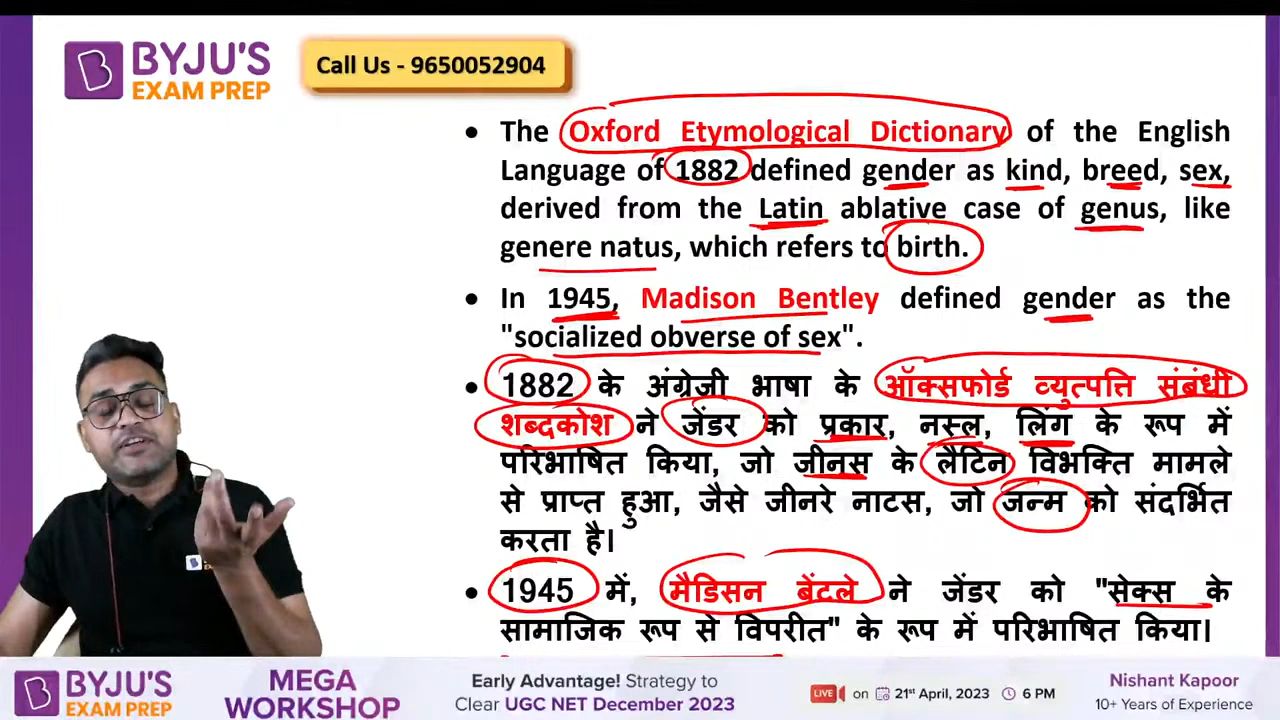 BYJU'S
EXAM PREP
Call Us - 9650052904
• The Oxford Etymological Dictionary of the English
Language of 1882 defined gender as kind, breed, sex,
derived from the Latin ablative case of genus, like
genere natus, which refers to birth.
• In 1945, Madison Bentley defined gender as the
"socialized obverse of sex".
• 1882 के अंग्रेजी भाषा के ऑक्सफोर्ड व्युत्पत्ति संबंधी
शब्दकोश ने जेंडर को प्रकार, नस्ल, लिंग के रूप में
परिभाषित किया, जो जीनस के लैटिन विभक्ति मामले
से प्राप्त हुआ, जैसे जीनरे नाटस, जो जन्म को संदर्भित
करता है।
• 1945 में, मैडिसन बेंटले ने जेंडर को "सेक्स के
सामाजिक रूप से विपरीत" के रूप में परिभाषित किया।
BYJU'S
EXAM PREP
MEGA
WORKSHOP
Early Advantage! Strategy to
Clear UGC NET December 2023
LIVE on 21st April, 2023 6 PM
Nishant Kapoor
10+ Years of Experience